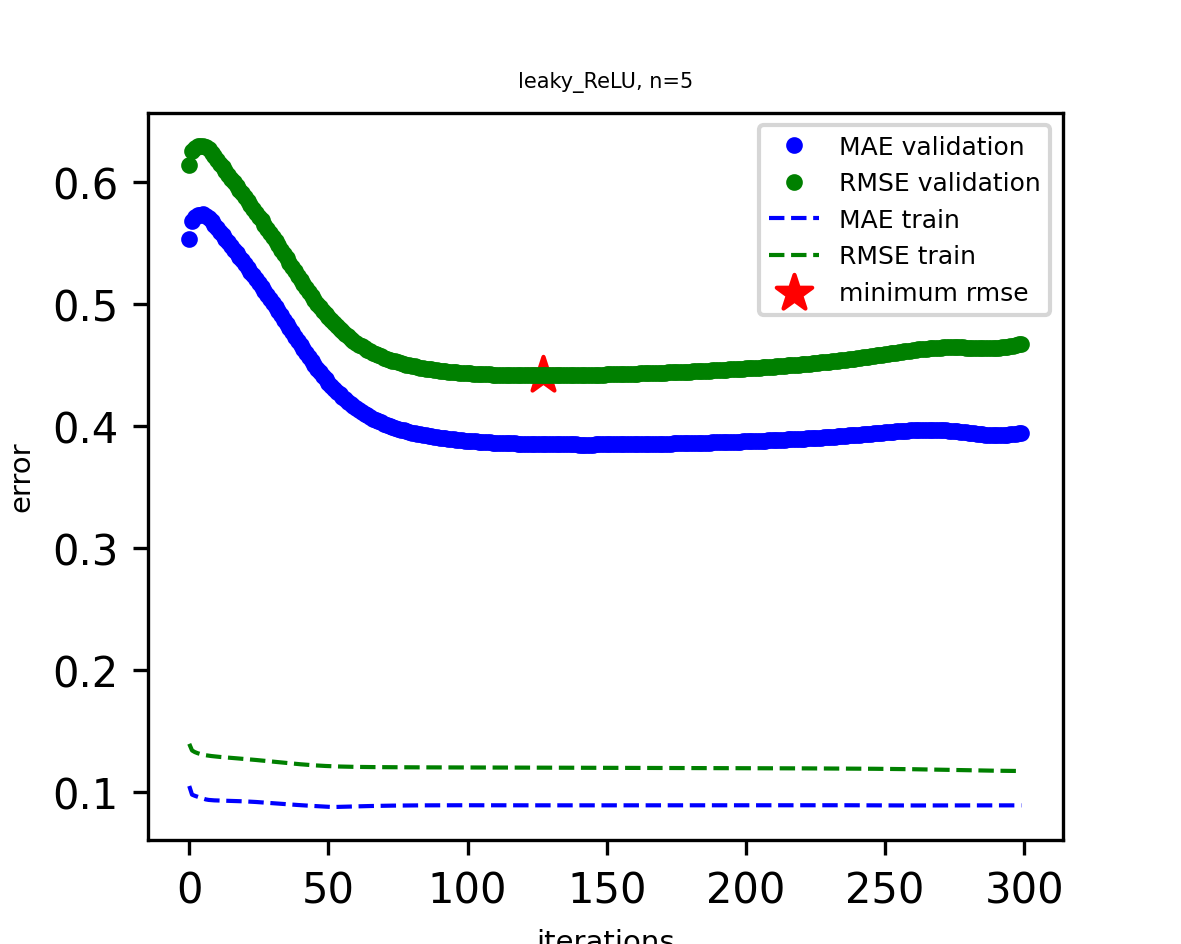 leaky_ReLU, n=5
MAE validation
RMSE validation
MAE train
RMSE train
minimum rmse
error
0.6
0.5
0.4
0.3
0.2
0.1
0 50 100 150 200 250 300
iterations